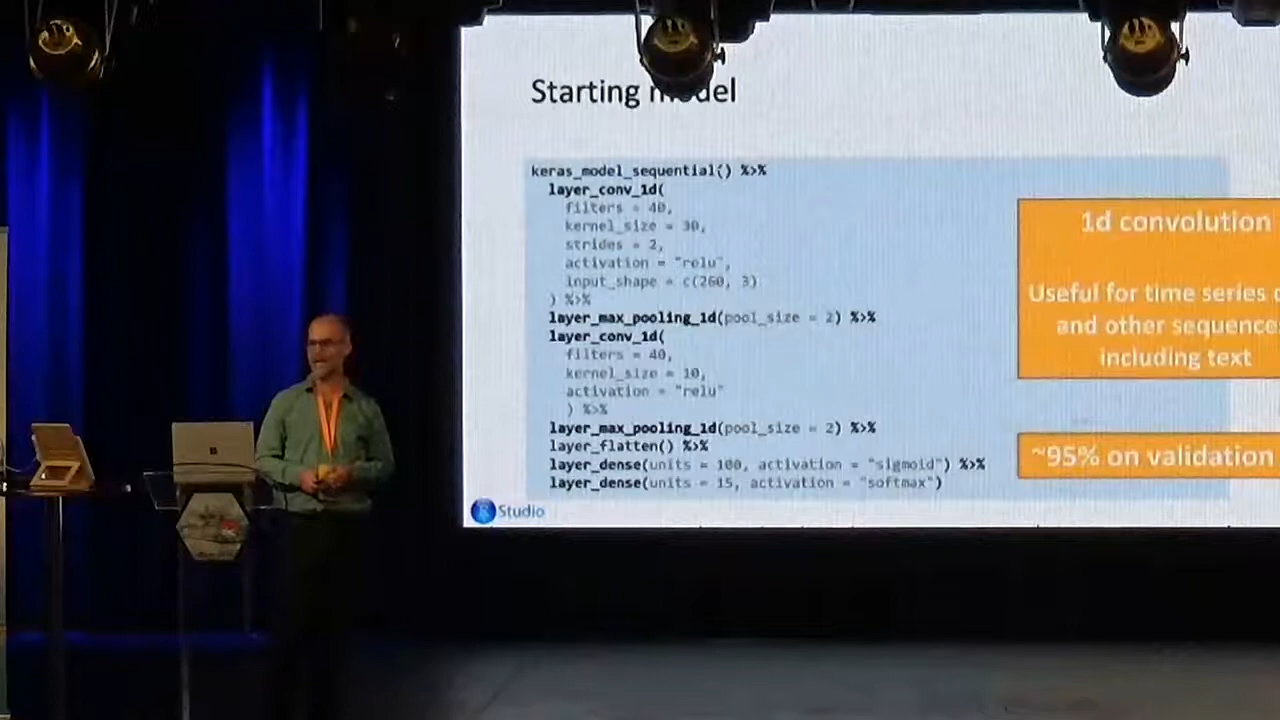 Starting model
keras_model_sequential() %>%
layer_conv_1d(
filters = 40,
kernel_size = 30,
strides = 2,
activation = "relu",
input_shape = c(260, 3)
) %>%
layer_max_pooling_1d(pool_size = 2) %>%
layer_conv_1d(
filters = 40,
kernel_size = 10,
activation = "relu"
) %>%
layer_max_pooling_1d(pool_size = 2) %>%
layer_flatten() %>%
layer_dense(units = 100, activation = "sigmoid") %>%
layer_dense(units = 15, activation = "softmax")
1d convolution
Useful for time series
and other sequence
including text
~95% on validation
R Studio